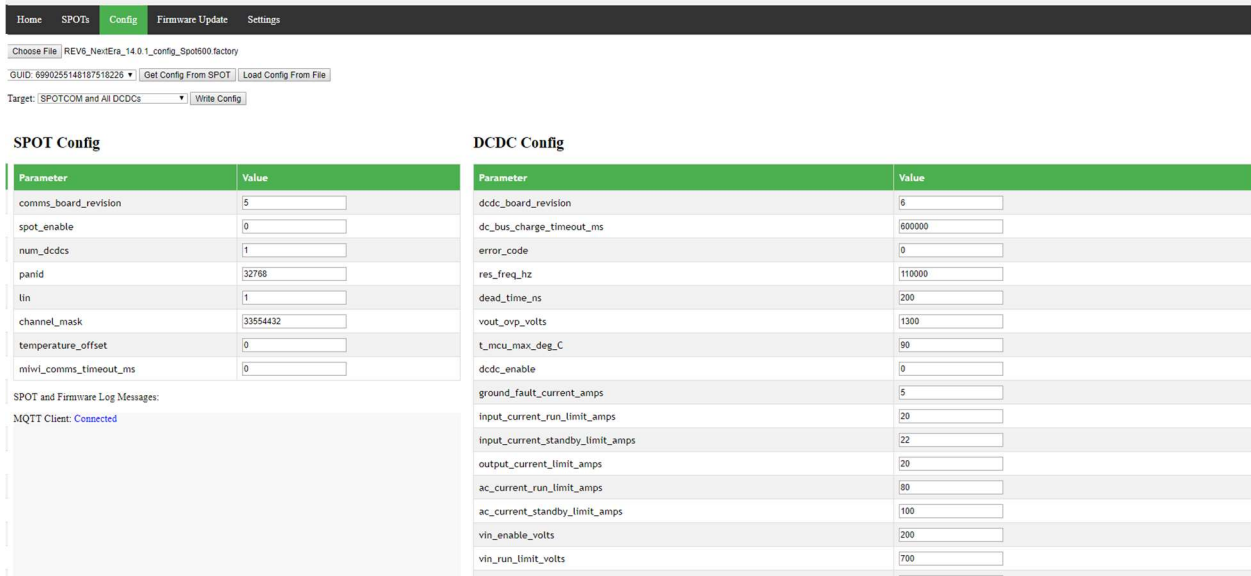 Home SPOTs Config Firmware Update Settings
Choose File REV6_NextEra_14.0.1_config_Spot600.factory
GUID: 6990255148187518226 Get Config From SPOT Load Config From File
Target: SPOTCOM and All DCDCs Write Config
SPOT Config
Parameter Value
comms_board_revision 5
spot_enable 0
num_dcdcs 1
panid 32768
lin 1
channel_mask 33554432
temperature_offset 0
miwi_comms_timeout_ms 0
SPOT and Firmware Log Messages:
MQTT Client: Connected
DCDC Config
Parameter Value
dcdc_board_revision 6
dc_bus_charge_timeout_ms 600000
error_code 0
res_freq_hz 110000
dead_time_ns 200
vout_ovp_volts 1300
t_mcu_max_deg_C 90
dcdc_enable 0
ground_fault_current_amps 5
input_current_run_limit_amps 20
input_current_standby_limit_amps 22
output_current_limit_amps 20
ac_current_run_limit_amps 80
ac_current_standby_limit_amps 100
vin_enable_volts 200
vin_run_limit_volts 700